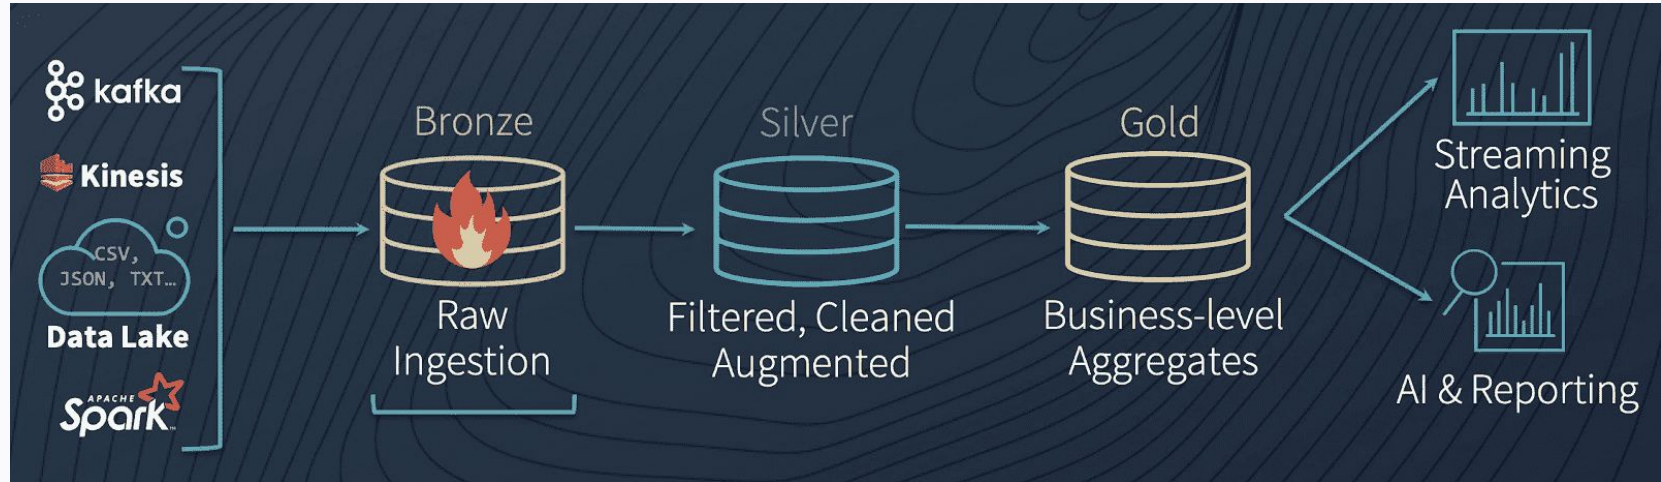 kafka
Kinesis
CSV,
JSON, TXT...
Data Lake
APACHE
Spark™
Bronze
Raw
Ingestion
Silver
Filtered, Cleaned
Augmented
Gold
Business-level
Aggregates
Streaming
Analytics
AI & Reporting